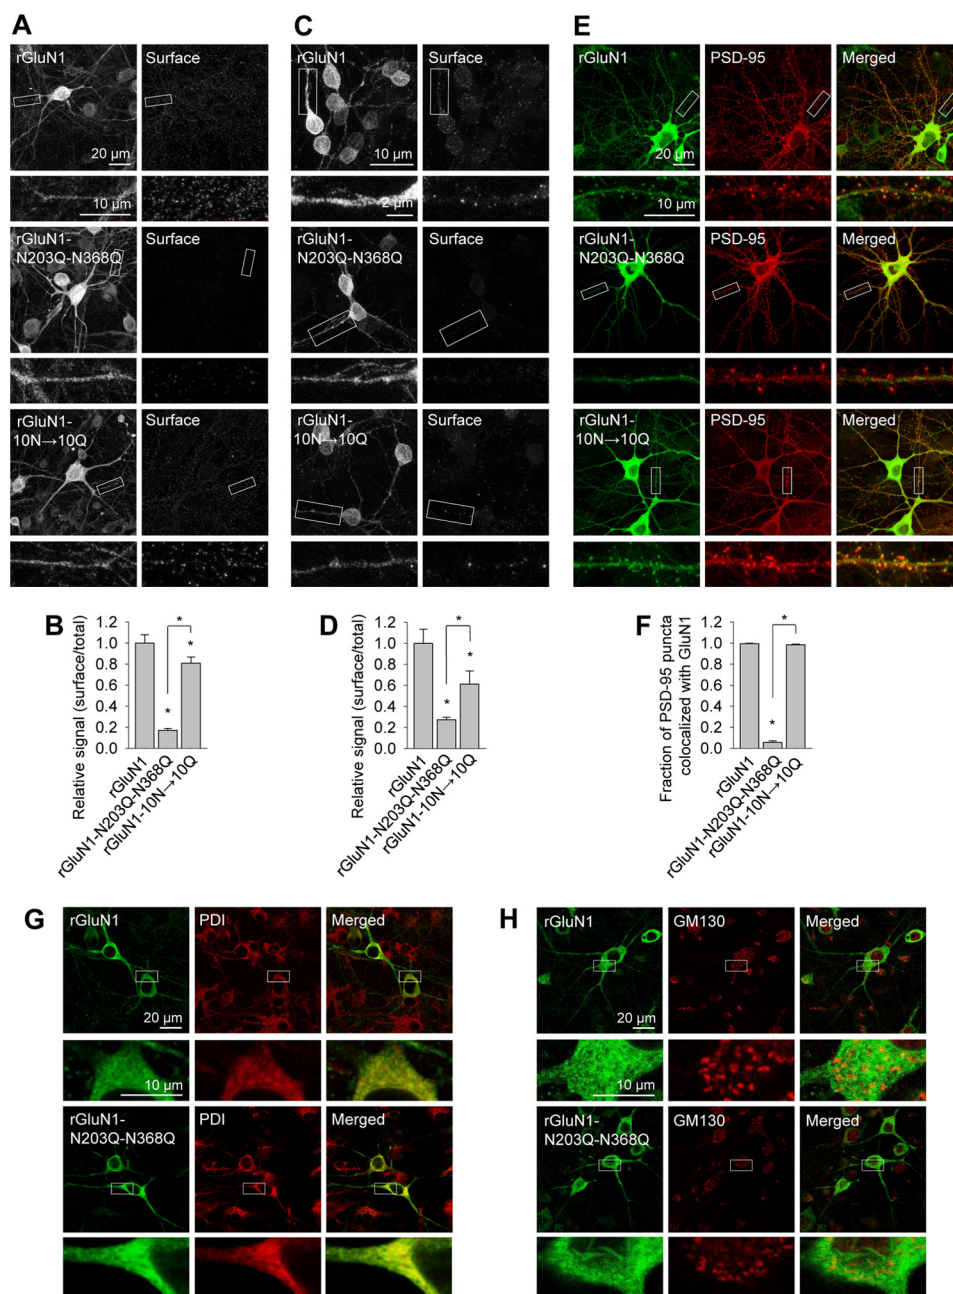 A
rGluN1
Surface
20 µm
10 µm
rGluN1-
N203Q-N368Q
Surface
rGluN1-
10N→10Q
Surface
C
rGluN1
Surface
10 µm
2 µm
rGluN1-
N203Q-N368Q
Surface
rGluN1-
10N→10Q
Surface
E
rGluN1
PSD-95
Merged
20 µm
10 µm
rGluN1-
N203Q-N368Q
PSD-95
Merged
rGluN1-
10N→10Q
PSD-95
Merged
B
Relative signal (surface/total)
1.0
0.8
0.6
0.4
0.2
0.0
*
*
*
rGluN1
rGluN1-N203Q-N368Q
rGluN1-10N→10Q
D
Relative signal (surface/total)
1.0
0.8
0.6
0.4
0.2
0.0
*
*
*
rGluN1
rGluN1-N203Q-N368Q
rGluN1-10N→10Q
F
Fraction of PSD-95 puncta
colocalized with GluN1
1.0
0.8
0.6
0.4
0.2
0.0
*
*
rGluN1
rGluN1-N203Q-N368Q
rGluN1-10N→10Q
G
rGluN1
PDI
Merged
20 µm
10 µm
rGluN1-
N203Q-N368Q
PDI
Merged
H
rGluN1
GM130
Merged
20 µm
10 µm
rGluN1-
N203Q-N368Q
GM130
Merged